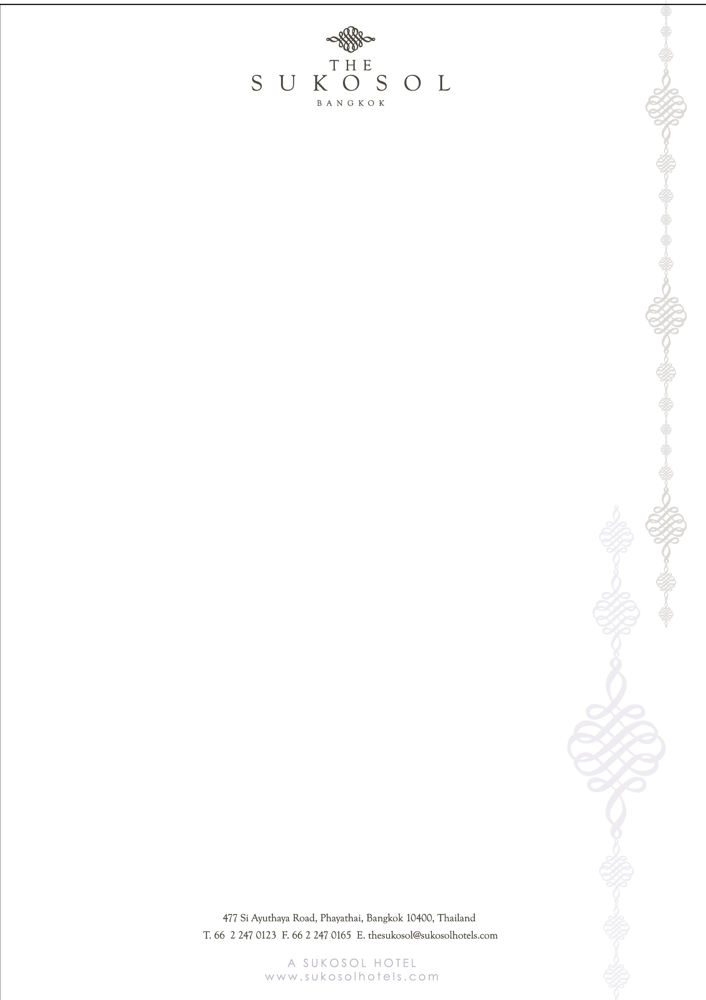 THE
SUKOSOL
BANGKOK
477 Si Ayuthaya Road, Phayathai, Bangkok 10400, Thailand
T. 66  2 247 0123  F. 66 2 247 0165  E. thesukosol@sukosolhotels.com
A SUKOSOL HOTEL
www.sukosolhotels.com